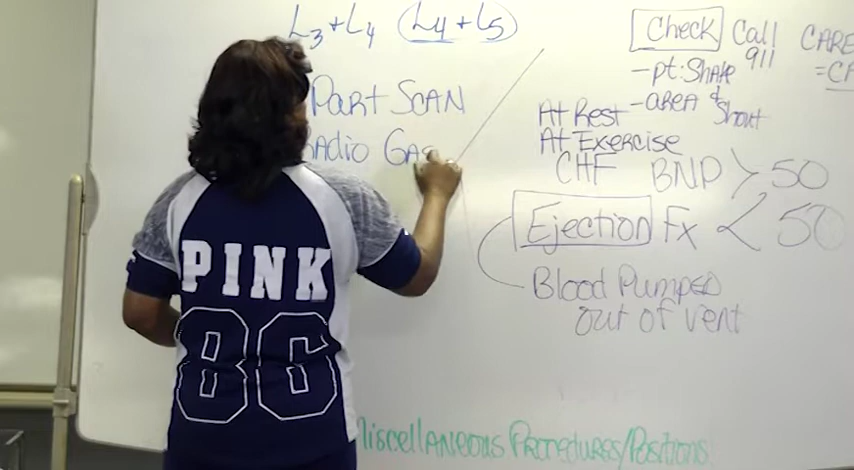 L3+L4 (L4+L5)
Part Scan
adio Gas
Check Call
911
CARE
=CA
-pt: Shake
-area & Shout
At Rest
At Exercise
CHF BNP > 50
Ejection Fx < 50
Blood Pumped
out of vent
Miscellaneous Procedures/Positions
PINK
86